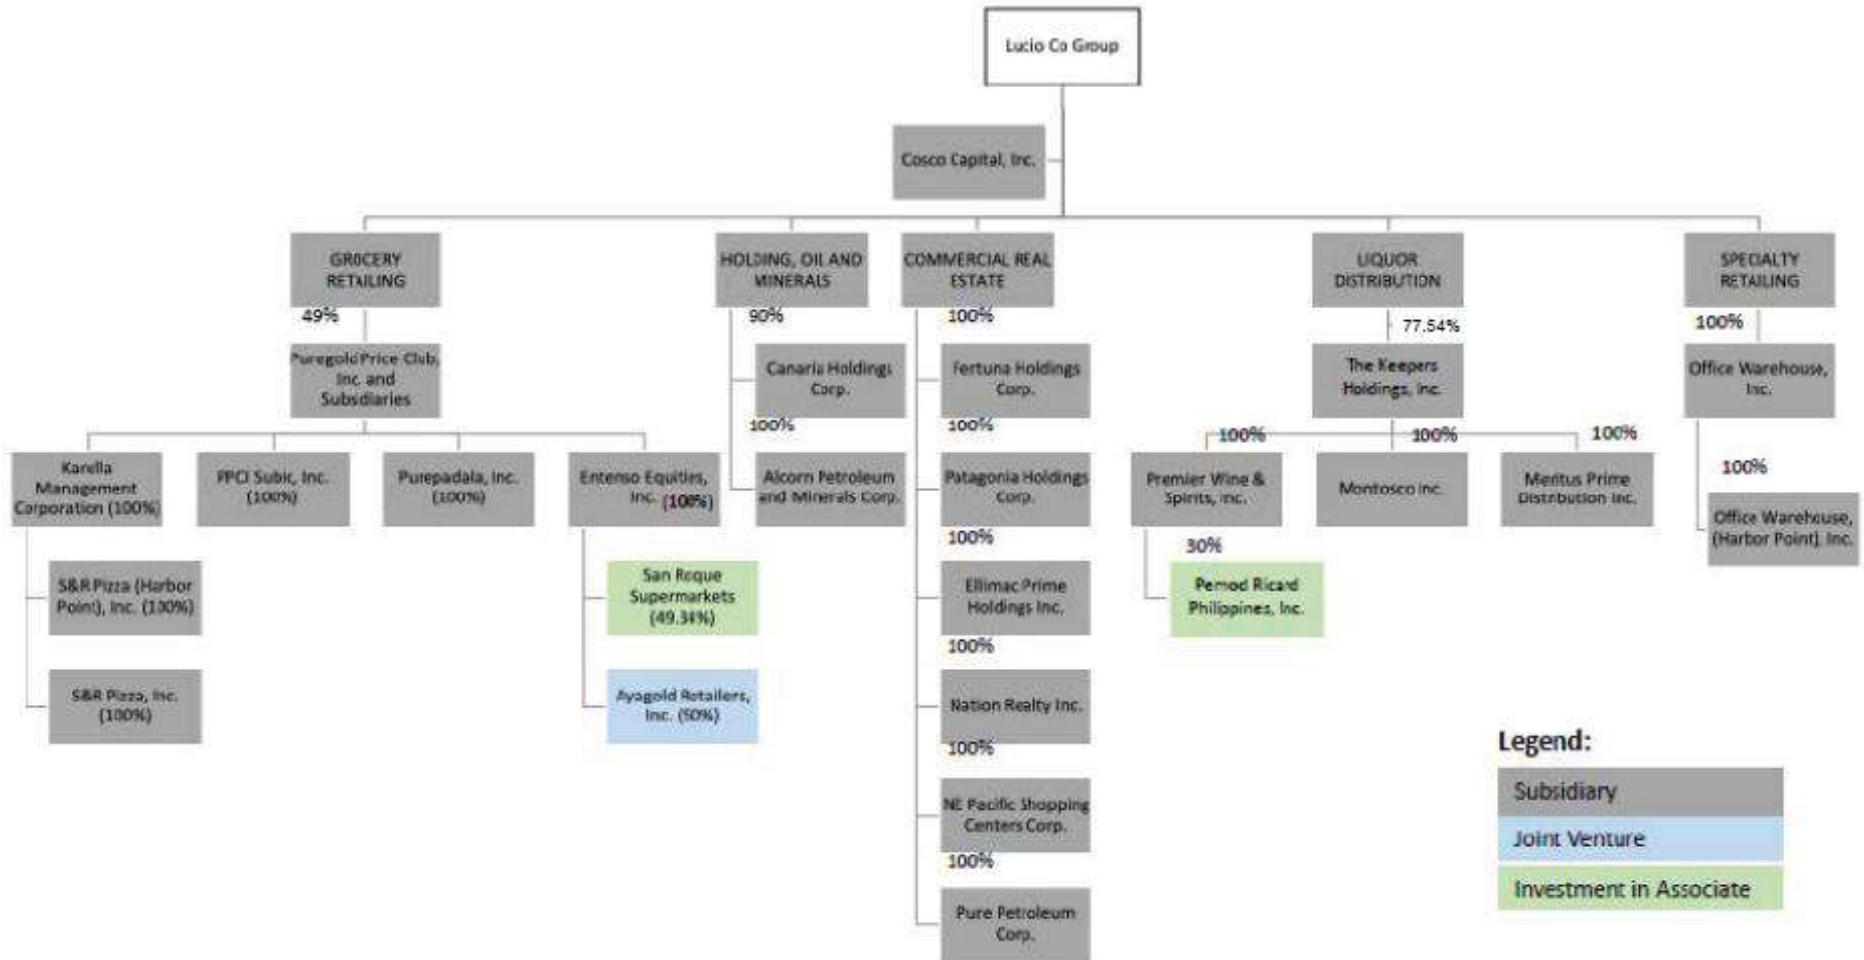 Lucio Co Group
Cosco Capital, Inc.
GROCERY
RETAILING
HOLDING, OIL AND
MINERALS
COMMERCIAL REAL
ESTATE
LIQUOR
DISTRIBUTION
SPECIALTY
RETAILING
49%
90%
100%
77.54%
100%
Puregold Price Club,
Inc. and
Subsdiaries
Canaria Holdings
Corp.
Fertuna Holdings
Corp.
The Keepers
Holdings, Inc.
Office Warehouse,
Inc.
100%
100%
100%
100%
100%
100%
Karella
Management
Corporation (100%)
PPCI Subic, Inc.
(100%)
Purepadala, Inc.
(100%)
Entenso Equities,
Inc. (100%)
Alcorn Petroleum
and Minerals Corp.
Patagonia Holdings
Corp.
Premier Wine &
Spirits, Inc.
Montosco Inc.
Meritus Prime
Distribution Inc.
Office Warehouse,
(Harbor Point), Inc.
100%
30%
S&R Pizza (Harbor
Point), Inc. (100%)
San Roque
Supermarkets
(49.34%)
Ellimac Prime
Holdings Inc.
Pernod Ricard
Philippines, Inc.
100%
S&R Pizza, Inc.
(100%)
Ayagold Retailers,
Inc. (50%)
Nation Realty Inc.
100%
NE Pacific Shopping
Centers Corp.
100%
Pure Petroleum
Corp.
Legend:
Subsidiary
Joint Venture
Investment in Associate